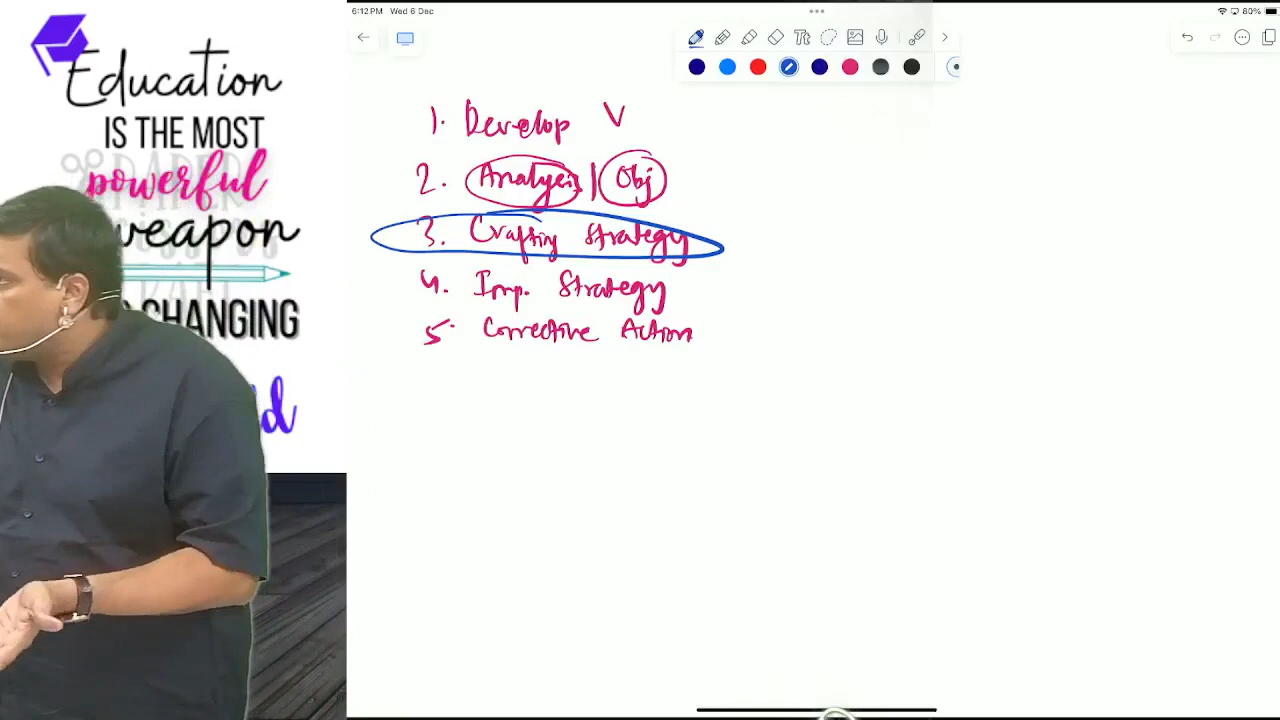 Education
IS THE MOST
powerful
weapon
CHANGING
6:12 PM Wed 6 Dec
80%
1. Develop V
2. Analysis | Obj
3. Crafting Strategy
4. Imp. Strategy
5. Corrective Action